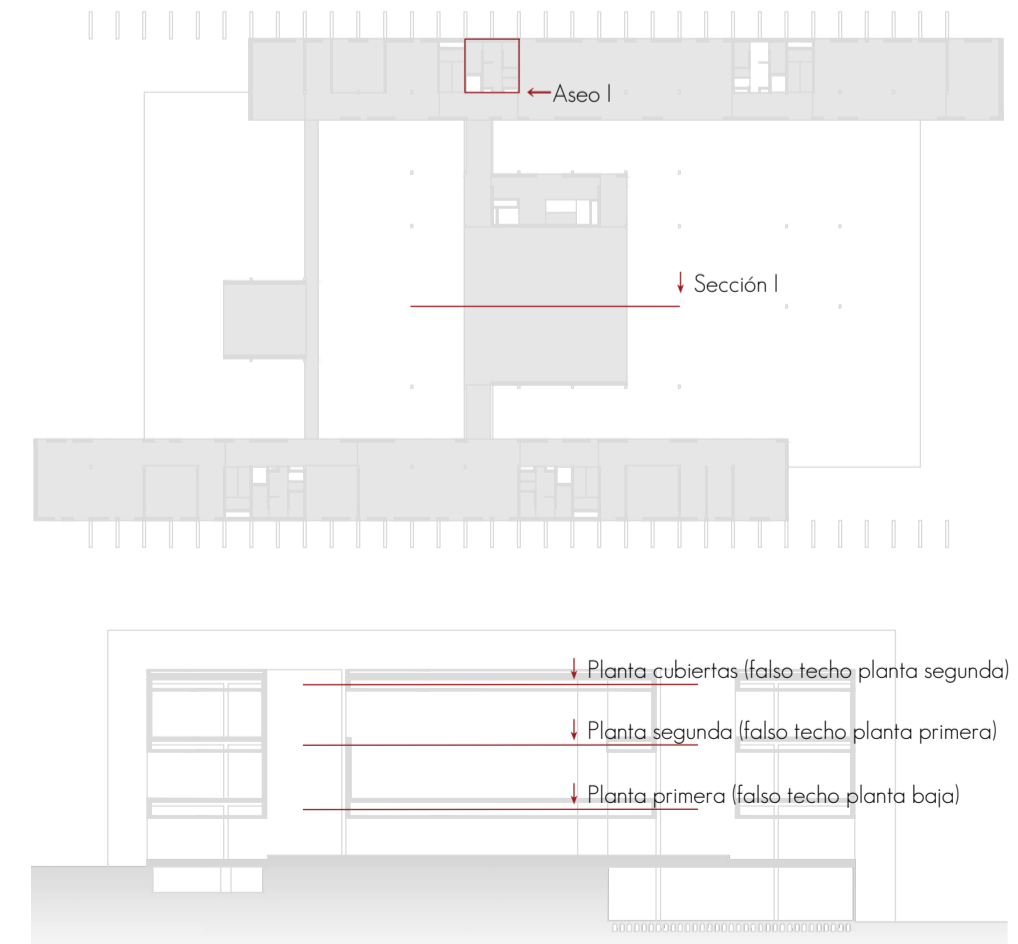 Aseo I
Sección I
Planta cubiertas (falso techo planta segunda)
Planta segunda (falso techo planta primera)
Planta primera (falso techo planta baja)